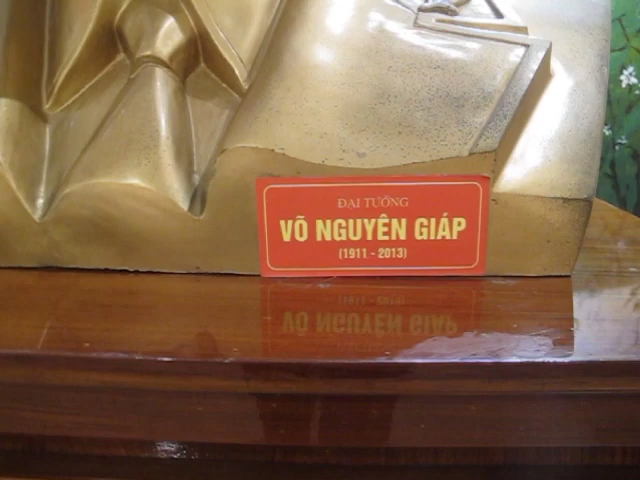 ĐẠI TƯỚNG
VÕ NGUYÊN GIÁP
(1911 - 2013)